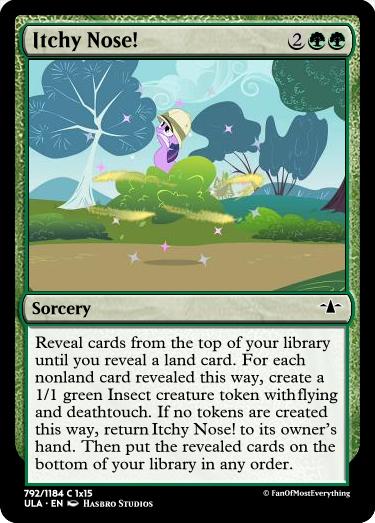 Itchy Nose! 2
Sorcery
Reveal cards from the top of your library
until you reveal a land card. For each
nonland card revealed this way, create a
1/1 green Insect creature token with flying
and deathtouch. If no tokens are created
this way, return Itchy Nose! to its owner's
hand. Then put the revealed cards on the
bottom of your library in any order.
792/1184 C 1x15
ULA · EN Hasbro Studios
© FanOfMostEverything